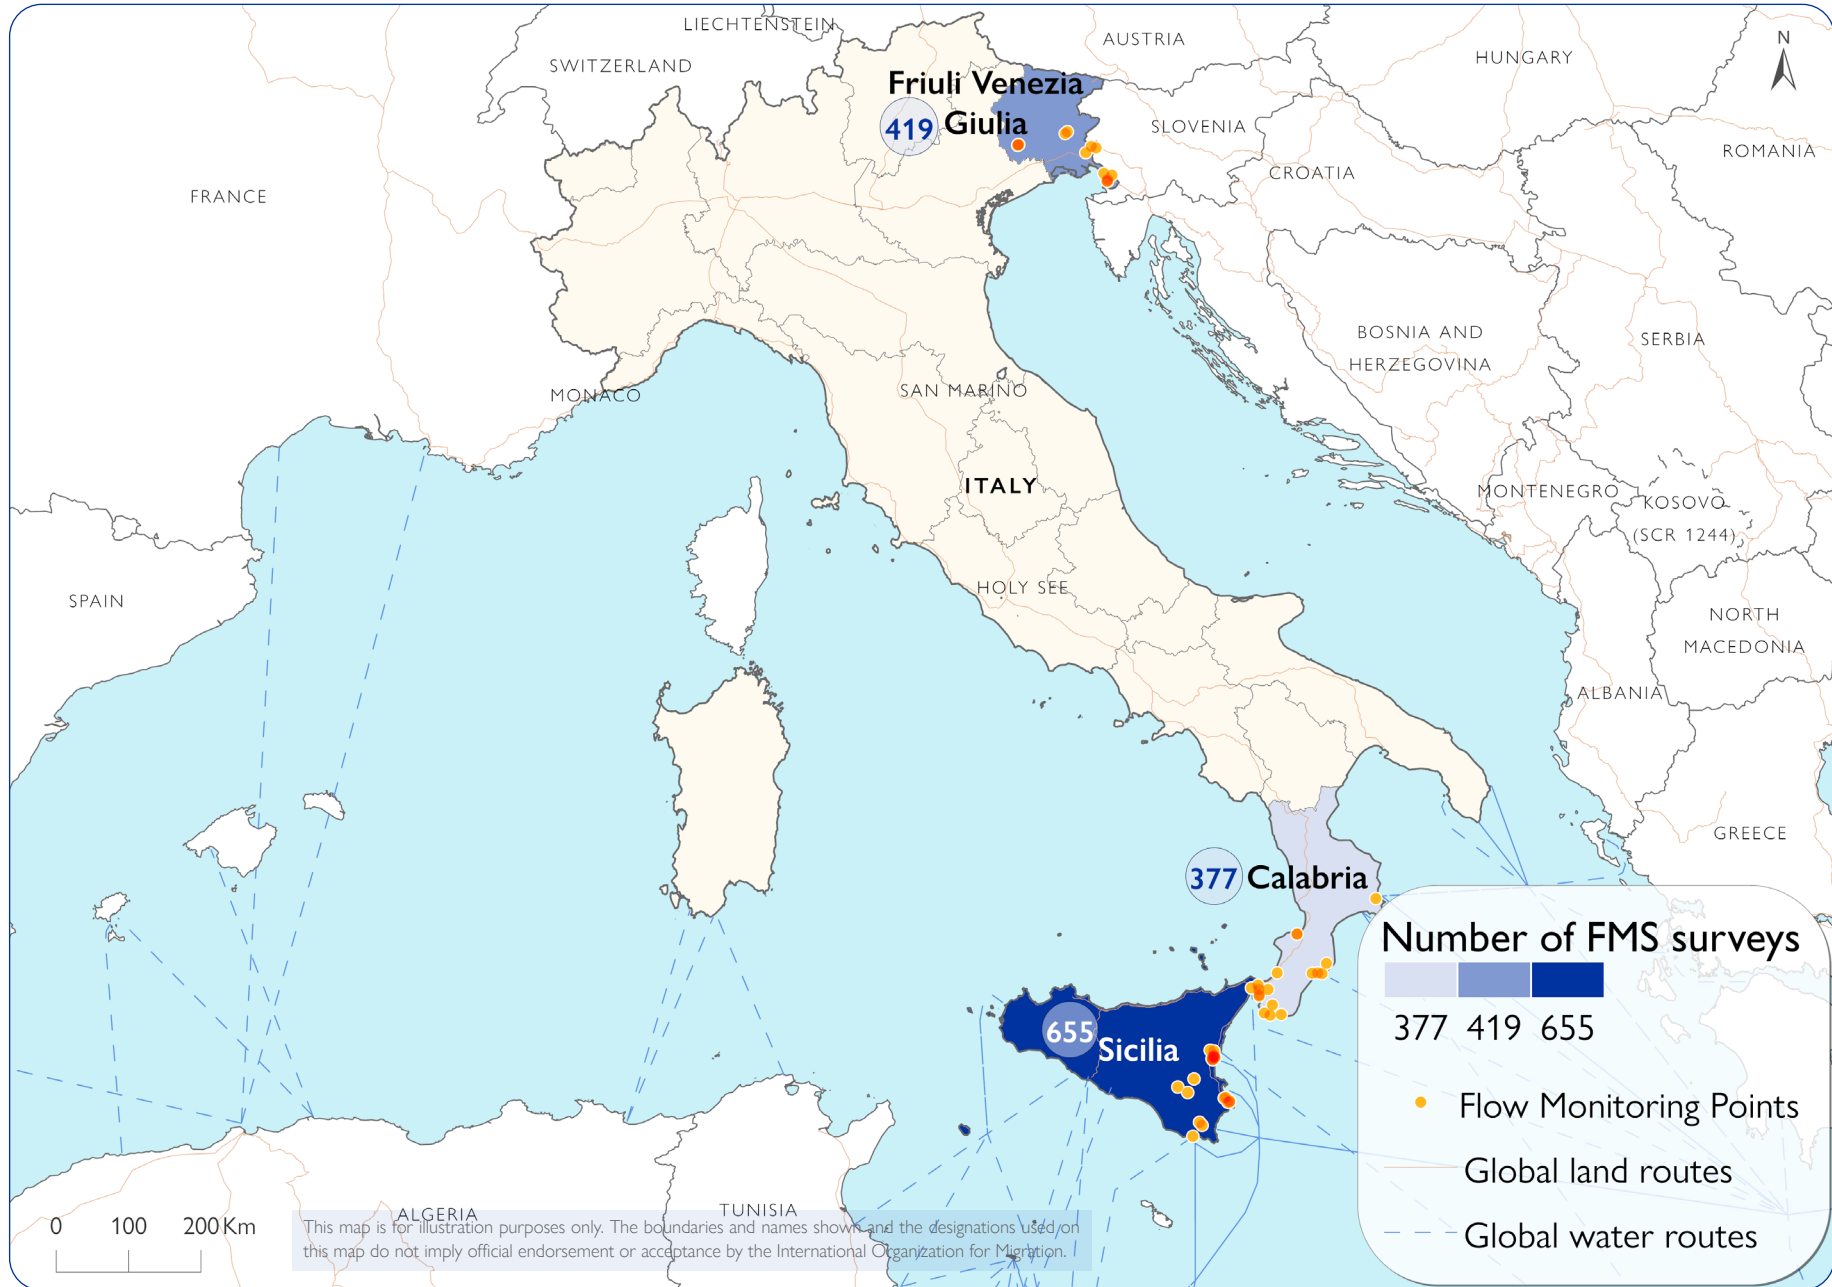 LIECHTENSTEIN
AUSTRIA
N
HUNGARY
SWITZERLAND
Friuli Venezia
Giulia
419
SLOVENIA
ROMANIA
CROATIA
FRANCE
BOSNIA AND
HERZEGOVINA
SERBIA
MONACO
SAN MARINO
ITALY
MONTENEGRO
KOSOVO
(SCR 1244)
HOLY SEE
SPAIN
NORTH
MACEDONIA
ALBANIA
GREECE
377 Calabria
655
Sicilia
Number of FMS surveys
377 419 655
Flow Monitoring Points
Global land routes
Global water routes
ALGERIA
TUNISIA
0 100 200 Km
This map is for illustration purposes only. The boundaries and names shown and the designations used on
this map do not imply official endorsement or acceptance by the International Organization for Migration.